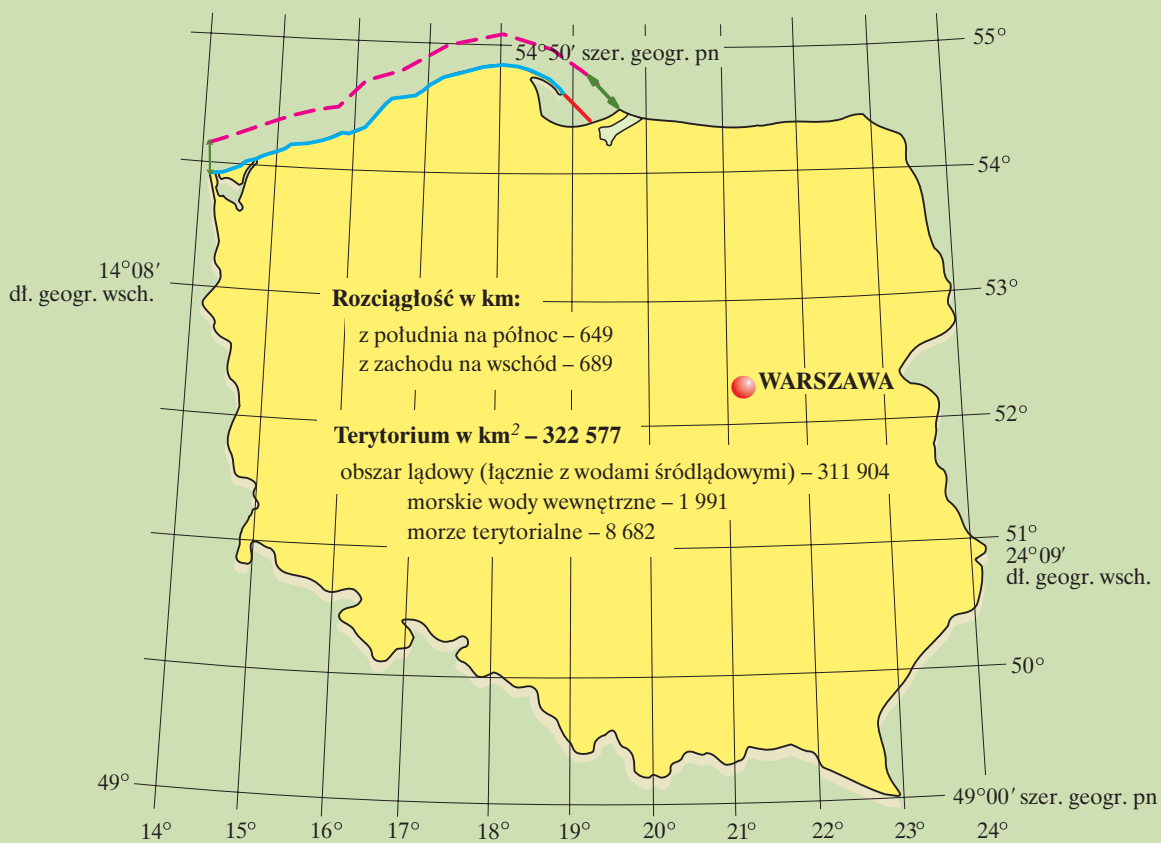 55°
54°50′ szer. geogr. pn
54°
14°08′
dł. geogr. wsch.
53°
Rozciągłość w km:
z południa na północ – 649
z zachodu na wschód – 689
WARSZAWA
52°
Terytorium w km² – 322 577
obszar lądowy (łącznie z wodami śródlądowymi) – 311 904
morskie wody wewnętrzne – 1 991
morze terytorialne – 8 682
51°
24°09′
dł. geogr. wsch.
50°
49°
49°00′ szer. geogr. pn
14° 15° 16° 17° 18° 19° 20° 21° 22° 23° 24°